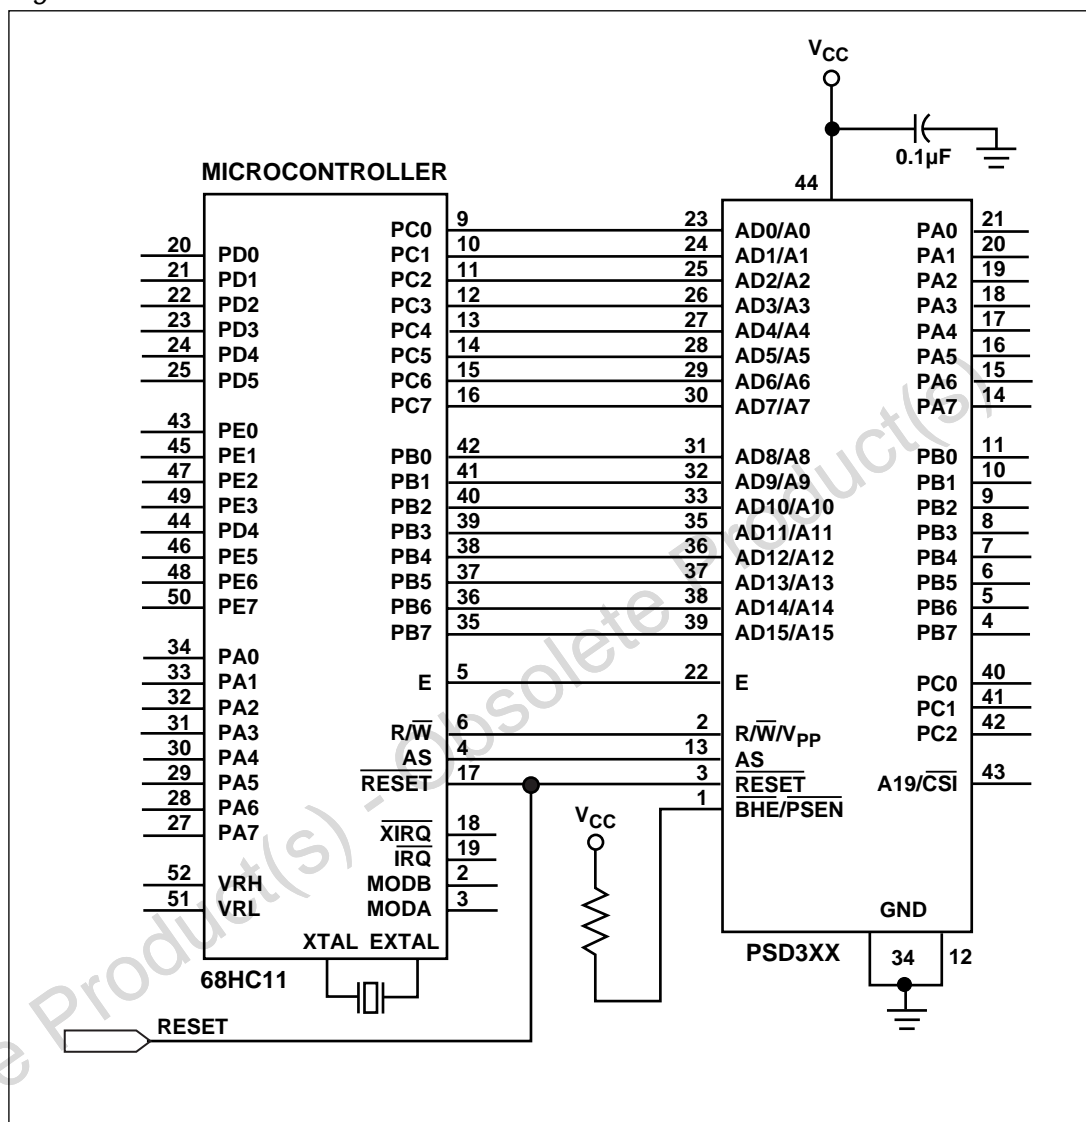 VCC
0.1µF
44
MICROCONTROLLER
20 PD0
21 PD1
22 PD2
23 PD3
24 PD4
25 PD5
43 PE0
45 PE1
47 PE2
49 PE3
44 PD4
46 PE5
48 PE6
50 PE7
34 PA0
33 PA1
32 PA2
31 PA3
30 PA4
29 PA5
28 PA6
27 PA7
52 VRH
51 VRL
PC0 9
PC1 10
PC2 11
PC3 12
PC4 13
PC5 14
PC6 15
PC7 16
PB0 42
PB1 41
PB2 40
PB3 39
PB4 38
PB5 37
PB6 36
PB7 35
E 5
R/W 6
AS 4
RESET 17
XIRQ 18
IRQ 19
MODB 2
MODA 3
XTAL EXTAL
68HC11
RESET
VCC
23 AD0/A0
24 AD1/A1
25 AD2/A2
26 AD3/A3
27 AD4/A4
28 AD5/A5
29 AD6/A6
30 AD7/A7
31 AD8/A8
32 AD9/A9
33 AD10/A10
35 AD11/A11
36 AD12/A12
37 AD13/A13
38 AD14/A14
39 AD15/A15
22 E
2 R/W/VPP
13 AS
3 RESET
1 BHE/PSEN
PA0 21
PA1 20
PA2 19
PA3 18
PA4 17
PA5 16
PA6 15
PA7 14
PB0 11
PB1 10
PB2 9
PB3 8
PB4 7
PB5 6
PB6 5
PB7 4
PC0 40
PC1 41
PC2 42
A19/CSI 43
GND
34 12
PSD3XX
e Product(s) - Obsolete Product(s)